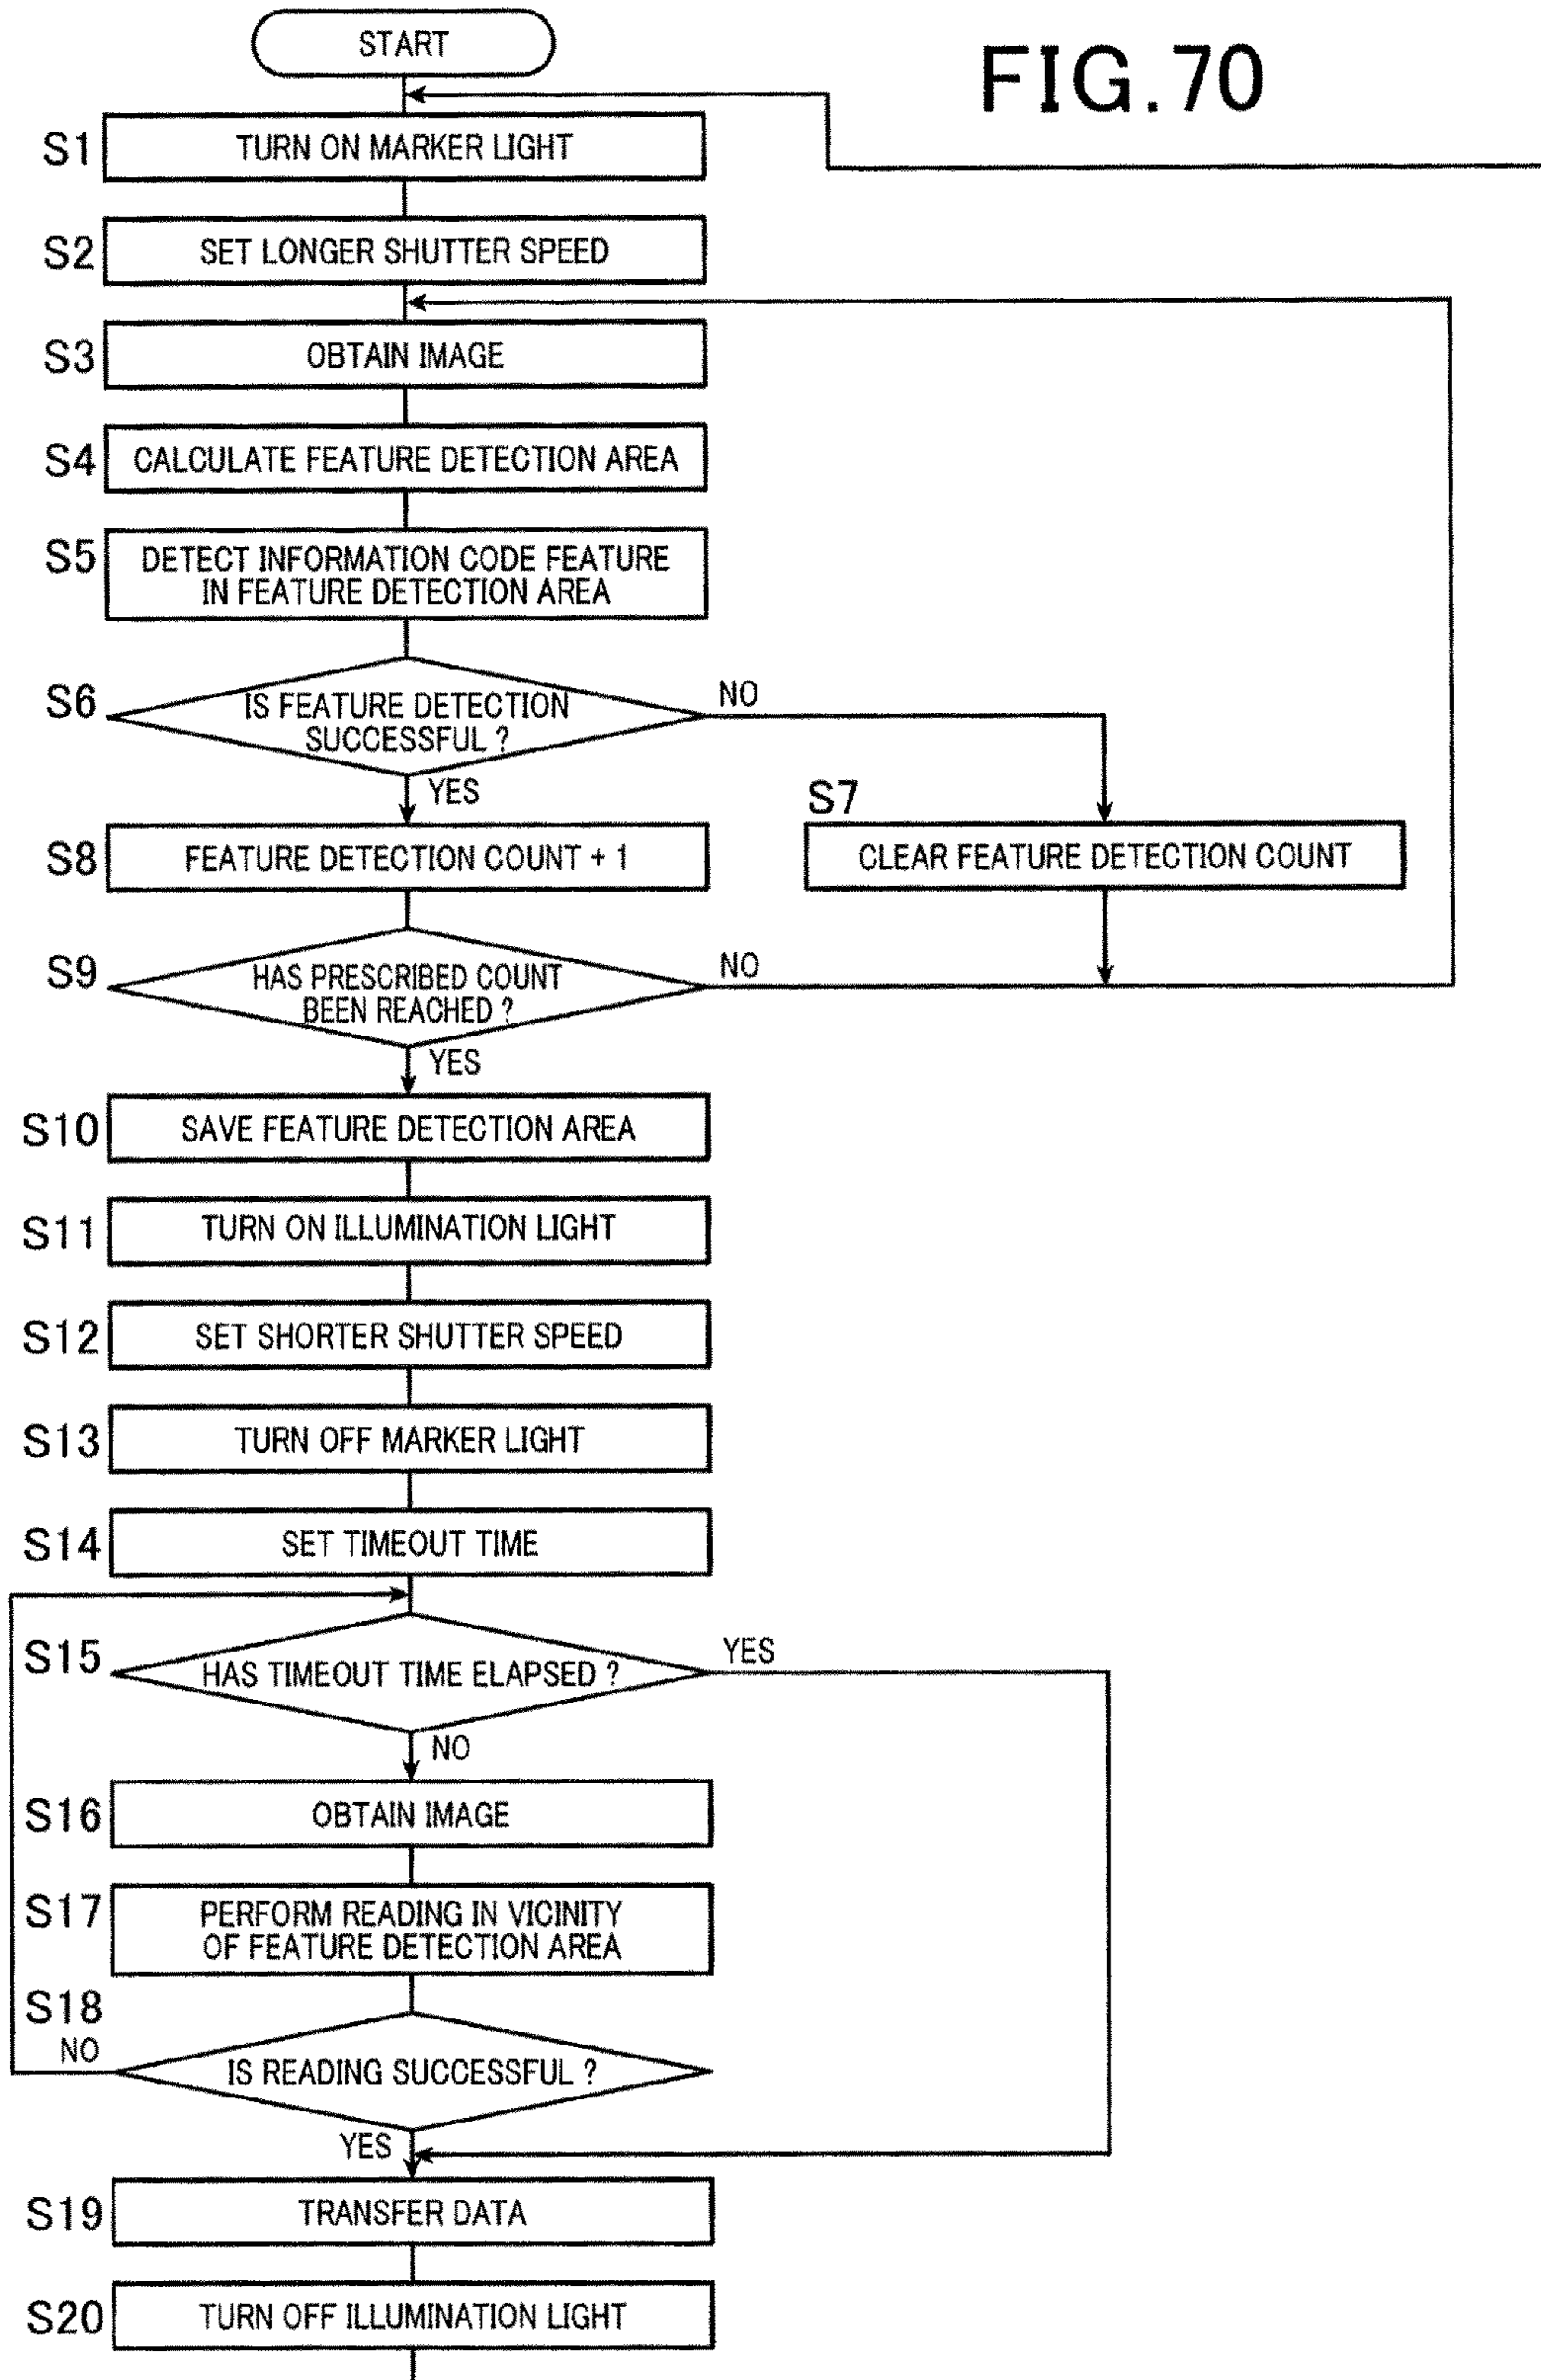 START
FIG.70
S1
TURN ON MARKER LIGHT
S2
SET LONGER SHUTTER SPEED
S3
OBTAIN IMAGE
S4
CALCULATE FEATURE DETECTION AREA
S5
DETECT INFORMATION CODE FEATURE
IN FEATURE DETECTION AREA
S6
IS FEATURE DETECTION
SUCCESSFUL ?
NO
YES
S7
CLEAR FEATURE DETECTION COUNT
S8
FEATURE DETECTION COUNT + 1
S9
HAS PRESCRIBED COUNT
BEEN REACHED ?
NO
YES
S10
SAVE FEATURE DETECTION AREA
S11
TURN ON ILLUMINATION LIGHT
S12
SET SHORTER SHUTTER SPEED
S13
TURN OFF MARKER LIGHT
S14
SET TIMEOUT TIME
S15
HAS TIMEOUT TIME ELAPSED ?
YES
NO
S16
OBTAIN IMAGE
S17
PERFORM READING IN VICINITY
OF FEATURE DETECTION AREA
S18
NO
IS READING SUCCESSFUL ?
YES
S19
TRANSFER DATA
S20
TURN OFF ILLUMINATION LIGHT